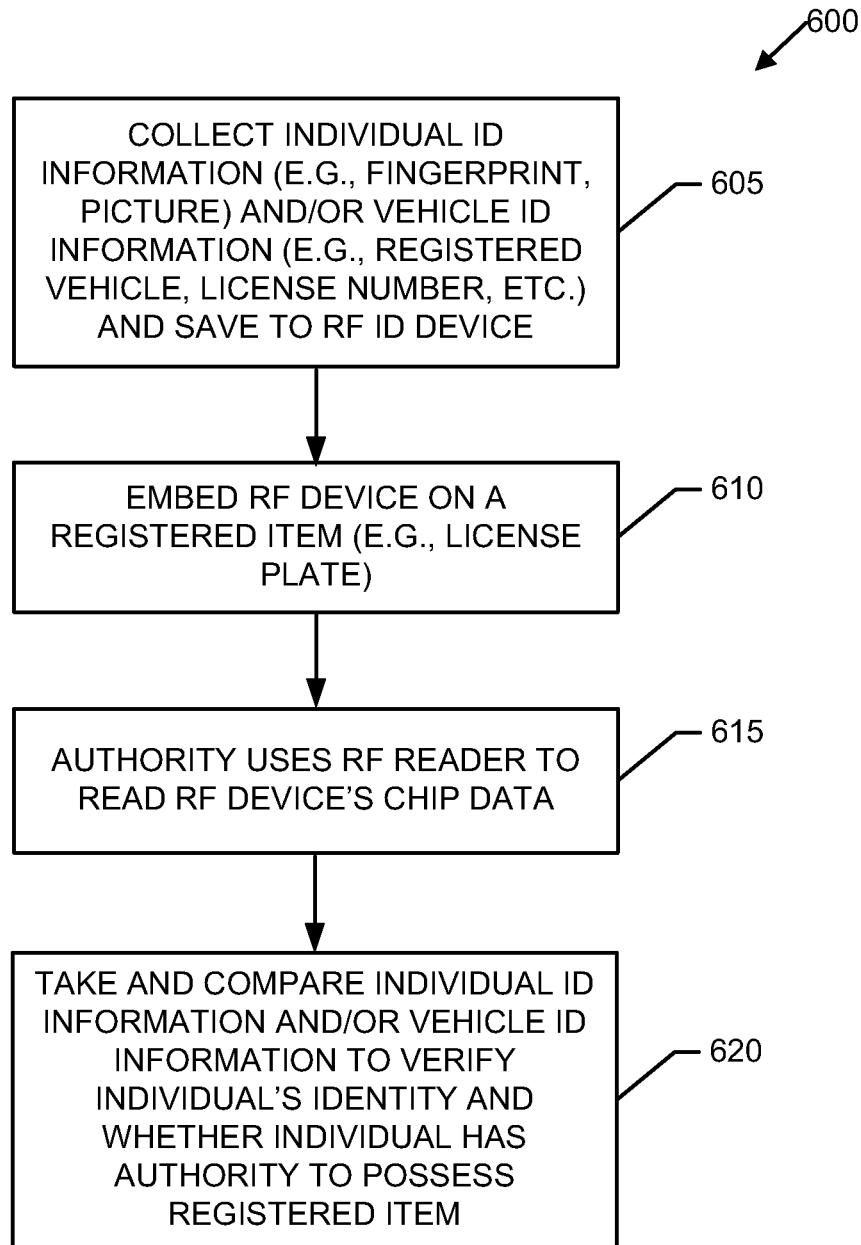 600
COLLECT INDIVIDUAL ID
INFORMATION (E.G., FINGERPRINT,
PICTURE) AND/OR VEHICLE ID
INFORMATION (E.G., REGISTERED
VEHICLE, LICENSE NUMBER, ETC.)
AND SAVE TO RF ID DEVICE
605
EMBED RF DEVICE ON A
REGISTERED ITEM (E.G., LICENSE
PLATE)
610
AUTHORITY USES RF READER TO
READ RF DEVICE'S CHIP DATA
615
TAKE AND COMPARE INDIVIDUAL ID
INFORMATION AND/OR VEHICLE ID
INFORMATION TO VERIFY
INDIVIDUAL'S IDENTITY AND
WHETHER INDIVIDUAL HAS
AUTHORITY TO POSSESS
REGISTERED ITEM
620